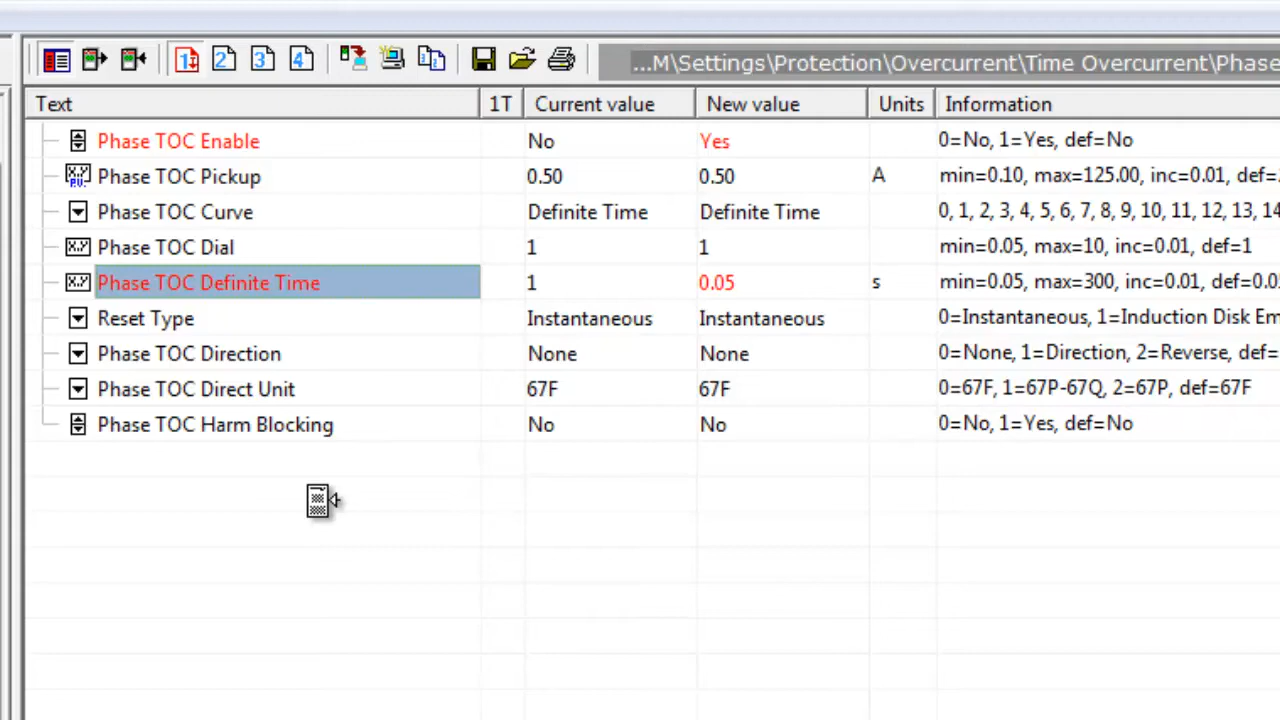 1 2 3 4
...M\Settings\Protection\Overcurrent\Time Overcurrent\Phase
Text 1T Current value New value Units Information
Phase TOC Enable No Yes 0=No, 1=Yes, def=No
Phase TOC Pickup 0.50 0.50 A min=0.10, max=125.00, inc=0.01, def=
Phase TOC Curve Definite Time Definite Time 0, 1, 2, 3, 4, 5, 6, 7, 8, 9, 10, 11, 12, 13, 14
Phase TOC Dial 1 1 min=0.05, max=10, inc=0.01, def=1
Phase TOC Definite Time 1 0.05 s min=0.05, max=300, inc=0.01, def=0.0
Reset Type Instantaneous Instantaneous 0=Instantaneous, 1=Induction Disk Em
Phase TOC Direction None None 0=None, 1=Direction, 2=Reverse, def=
Phase TOC Direct Unit 67F 67F 0=67F, 1=67P-67Q, 2=67P, def=67F
Phase TOC Harm Blocking No No 0=No, 1=Yes, def=No